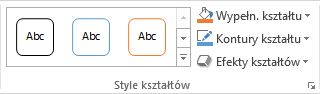 Abc Abc Abc
Wypełn. kształtu
Kontury kształtu
Efekty kształtów
Style kształtów